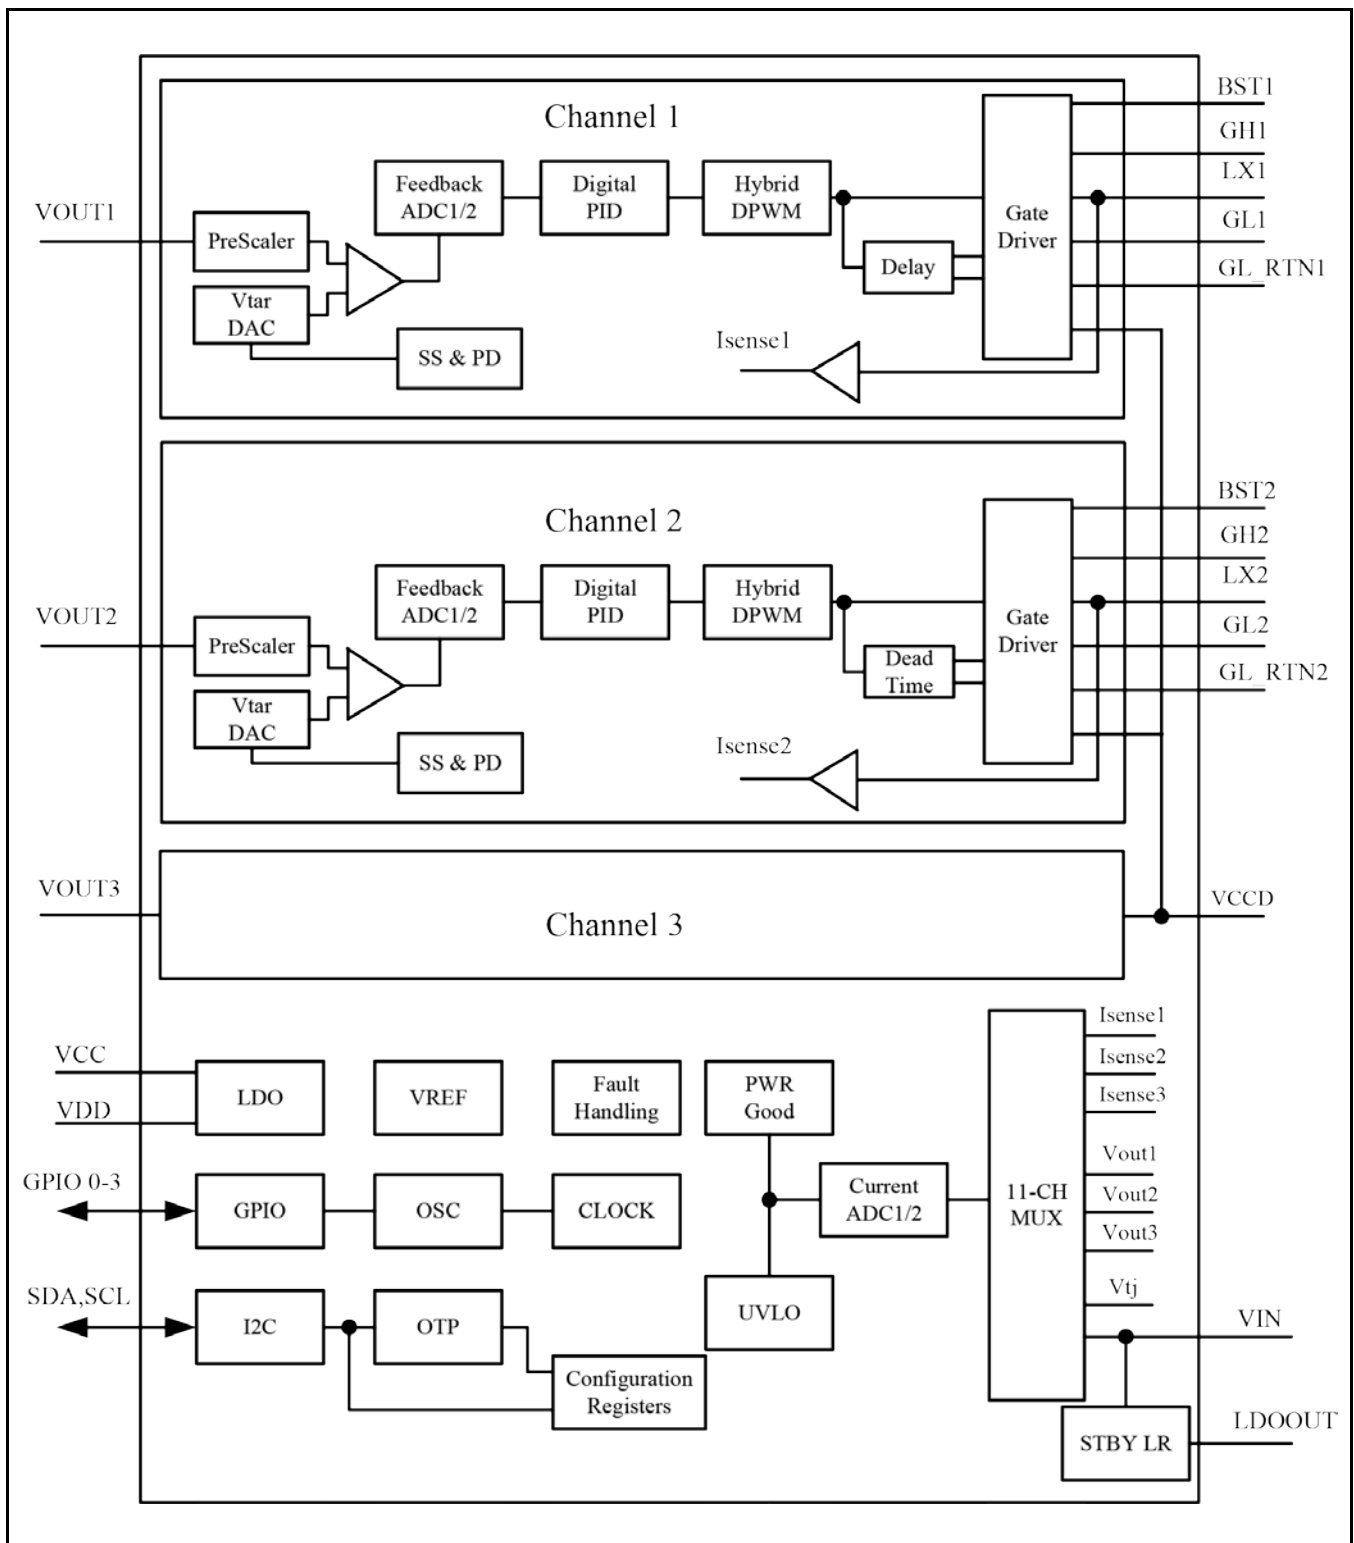 Channel 1
BST1
GH1
LX1
GL1
GL_RTN1
VOUT1
PreScaler
Vtar
DAC
Feedback
ADC1/2
Digital
PID
Hybrid
DPWM
Delay
Gate
Driver
SS & PD
Isense1
Channel 2
BST2
GH2
LX2
GL2
GL_RTN2
VOUT2
PreScaler
Vtar
DAC
Feedback
ADC1/2
Digital
PID
Hybrid
DPWM
Dead
Time
Gate
Driver
SS & PD
Isense2
VOUT3
Channel 3
VCCD
VCC
VDD
LDO
VREF
Fault
Handling
PWR
Good
GPIO 0-3
GPIO
OSC
CLOCK
Current
ADC1/2
11-CH
MUX
Isense1
Isense2
Isense3
Vout1
Vout2
Vout3
Vtj
VIN
SDA,SCL
I2C
OTP
UVLO
Configuration
Registers
STBY LR
LDOOUT